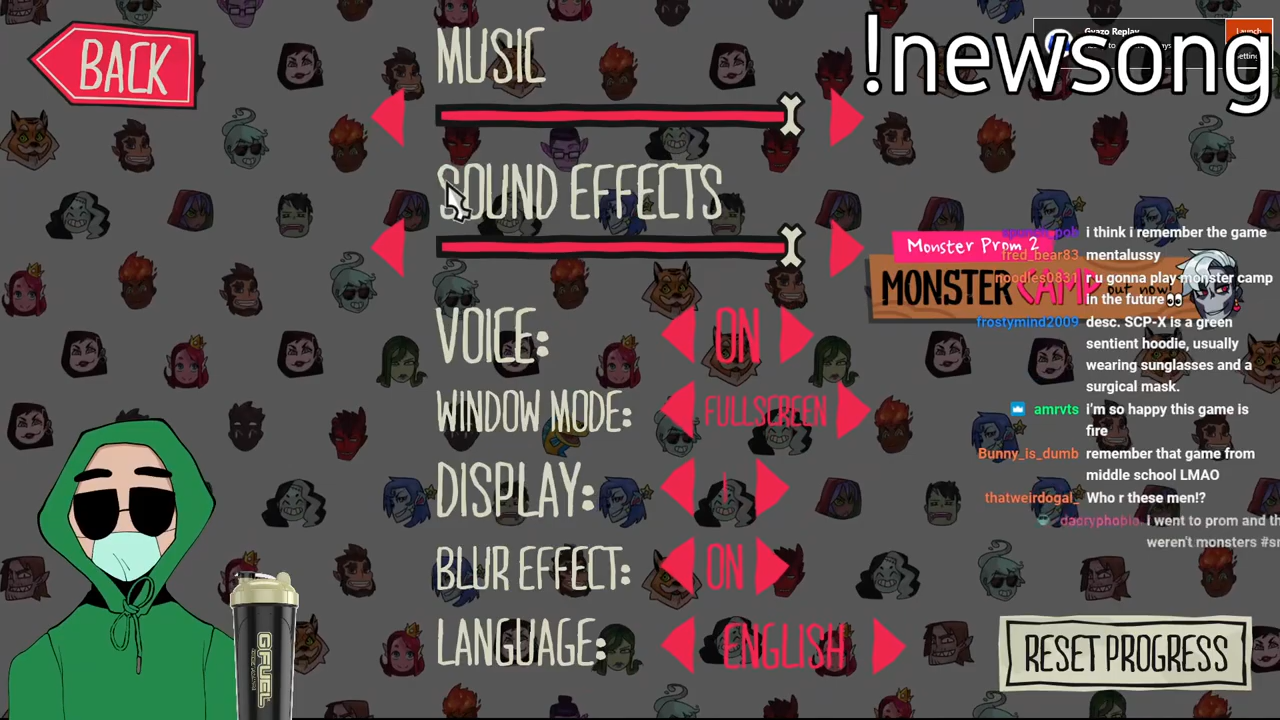 BACK
MUSIC
!newsong
Gyazo Replay
SOUND EFFECTS
Monster Prom 2
MONSTER CAMP out now!
i think i remember the game
fred_bear83 mentalussy
noodles0831 r u gonna play monster camp
in the future 👀
frostymind2009 desc. SCP-X is a green
sentient hoodie, usually
wearing sunglasses and a
surgical mask.
amrvts i'm so happy this game is
fire
Bunny_is_dumb remember that game from
middle school LMAO
thatweirdogal_ Who r these men!?
daoryphobia I went to prom and th
weren't monsters
VOICE: ON
WINDOW MODE: FULLSCREEN
DISPLAY: 1
BLUR EFFECT: ON
LANGUAGE: ENGLISH
RESET PROGRESS
GFUEL